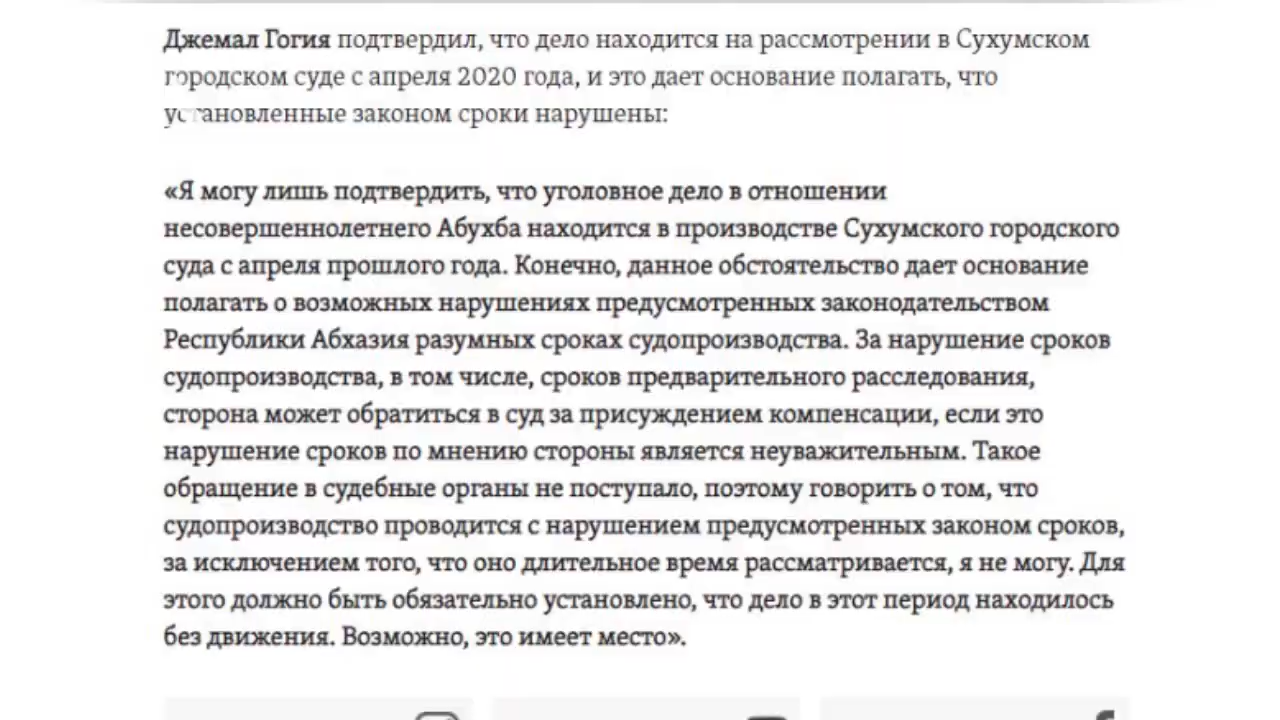 Джемал Гогия подтвердил, что дело находится на рассмотрении в Сухумском
городском суде с апреля 2020 года, и это дает основание полагать, что
установленные законом сроки нарушены:
«Я могу лишь подтвердить, что уголовное дело в отношении
несовершеннолетнего Абухба находится в производстве Сухумского городского
суда с апреля прошлого года. Конечно, данное обстоятельство дает основание
полагать о возможных нарушениях предусмотренных законодательством
Республики Абхазия разумных сроках судопроизводства. За нарушение сроков
судопроизводства, в том числе, сроков предварительного расследования,
сторона может обратиться в суд за присуждением компенсации, если это
нарушение сроков по мнению стороны является неуважительным. Такое
обращение в судебные органы не поступало, поэтому говорить о том, что
судопроизводство проводится с нарушением предусмотренных законом сроков,
за исключением того, что оно длительное время рассматривается, я не могу. Для
этого должно быть обязательно установлено, что дело в этот период находилось
без движения. Возможно, это имеет место».